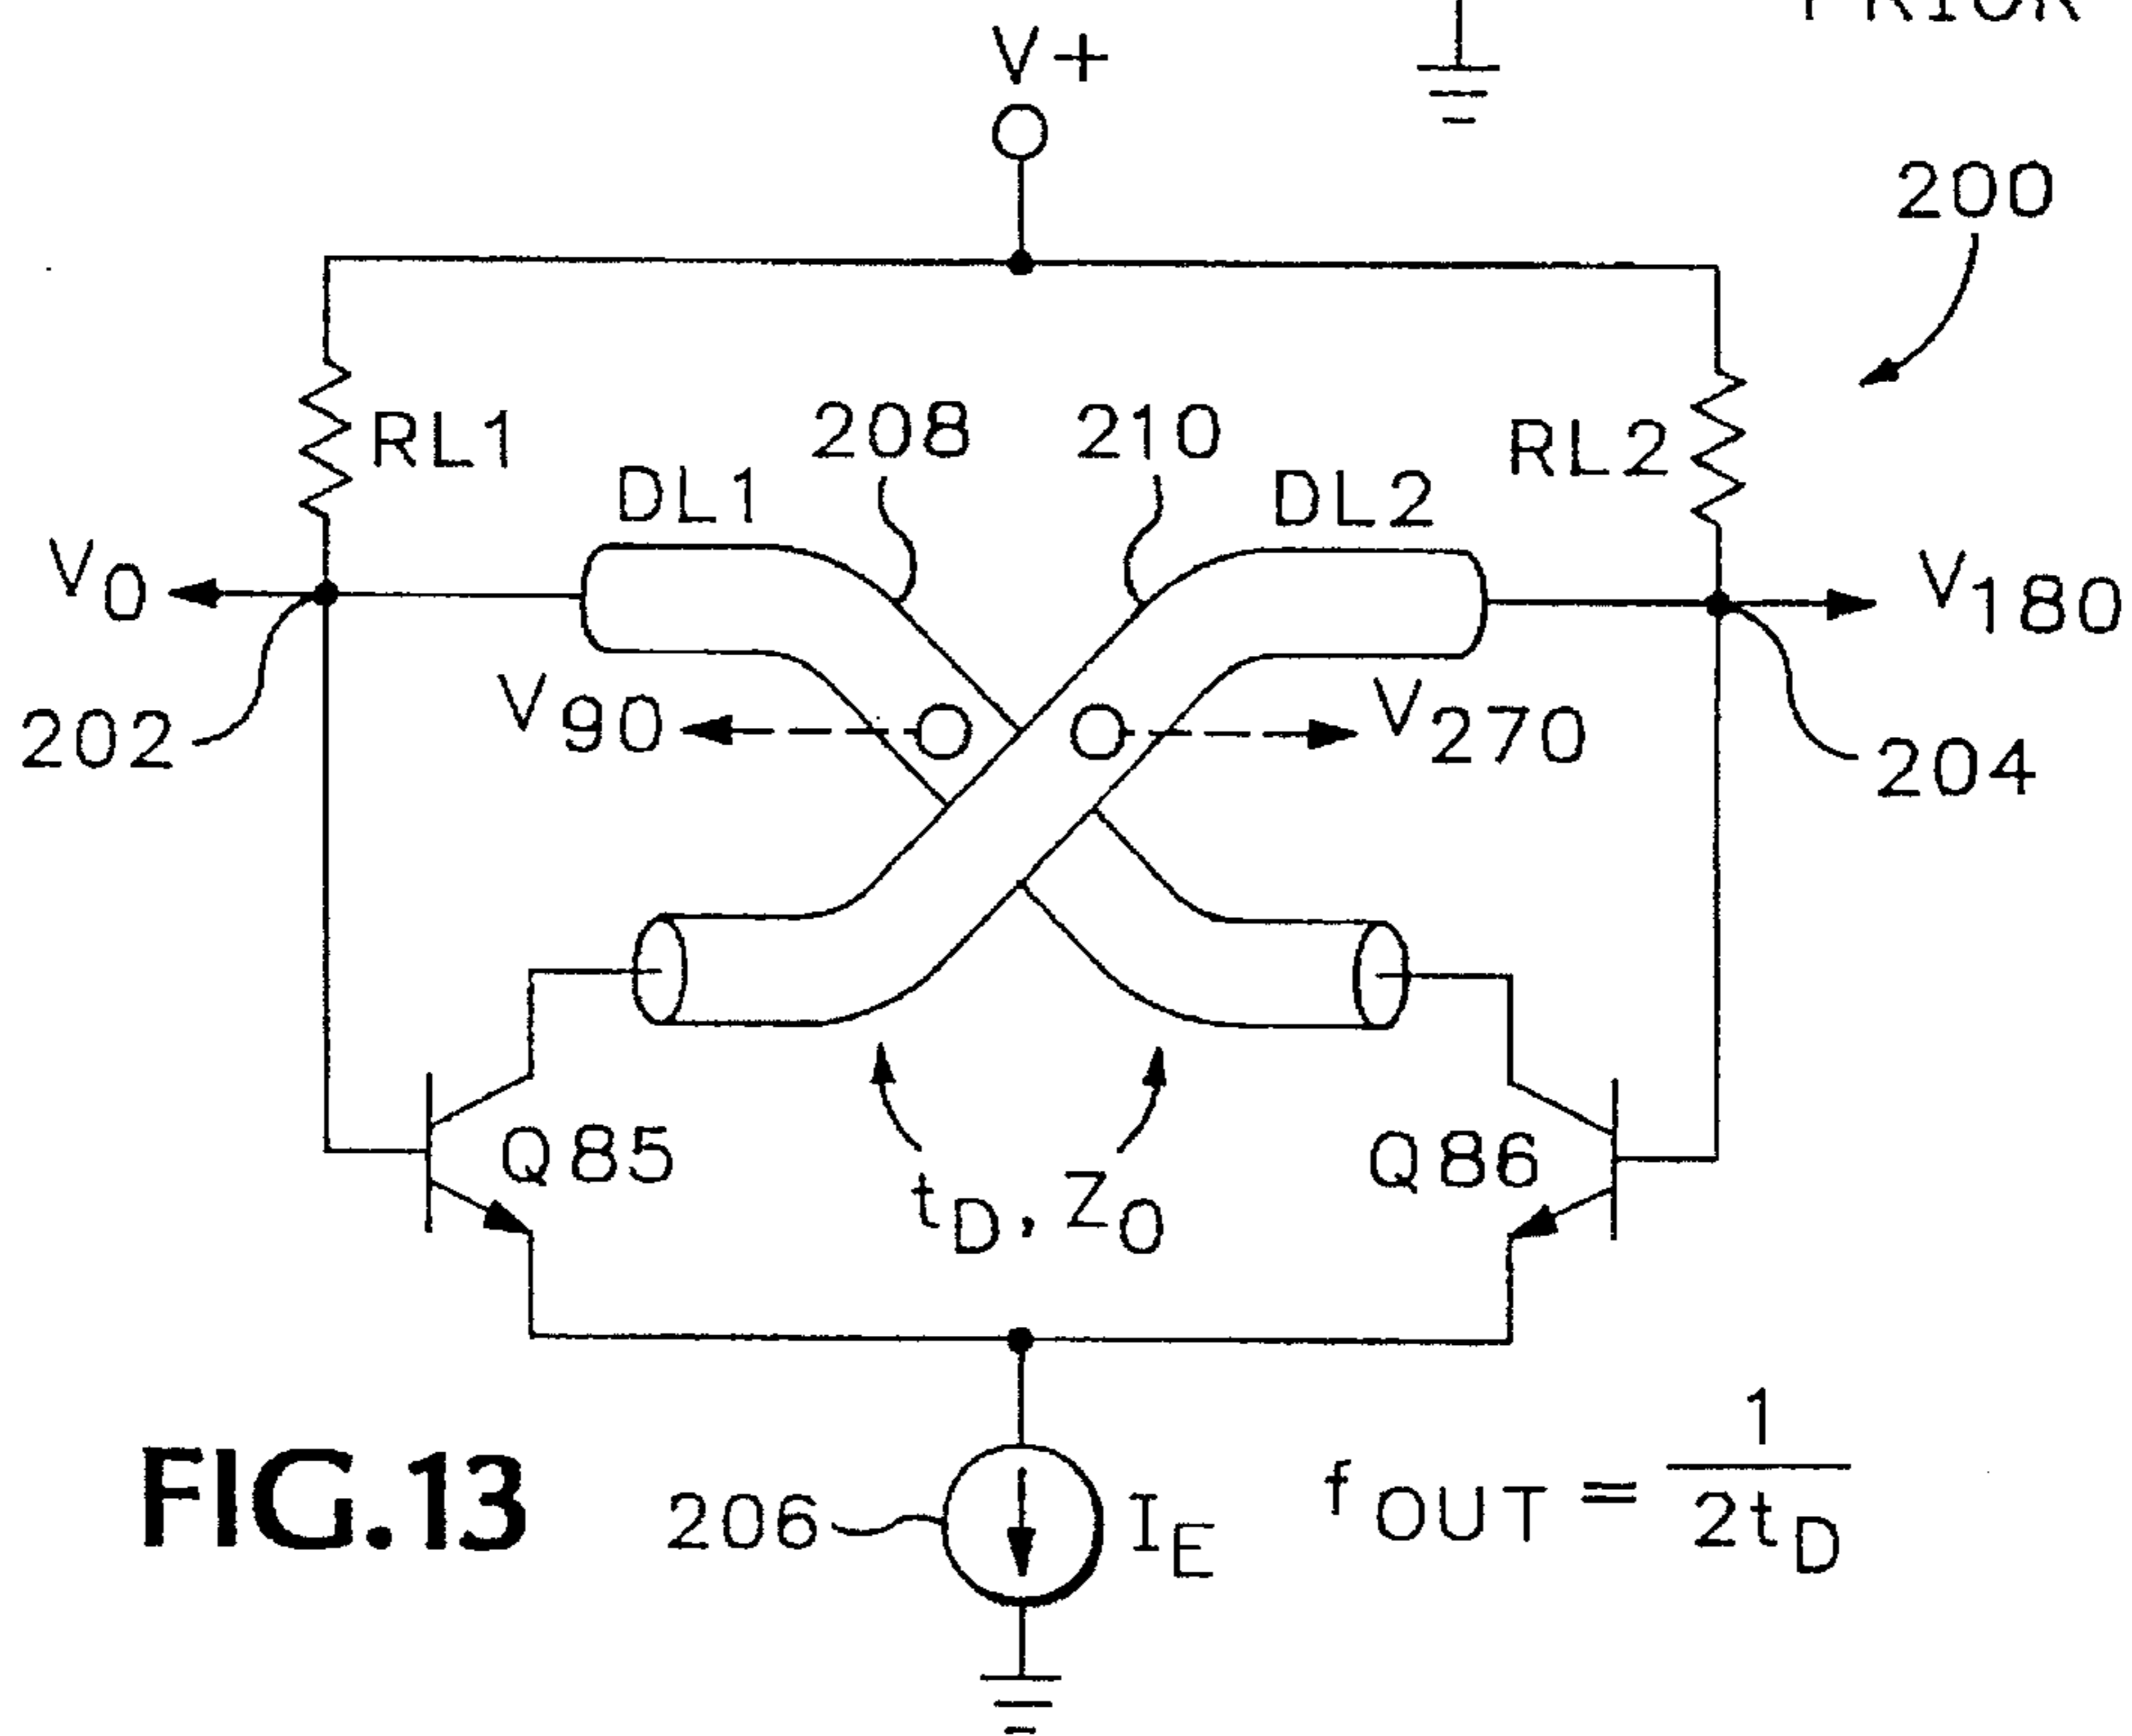 PRIOR
V+
200
RL1
208
210
RL2
DL1
DL2
V0
V180
V90
V270
202
204
Q85
Q86
tD, ZO
FIG.13
206
IE
fOUT = 1
2tD